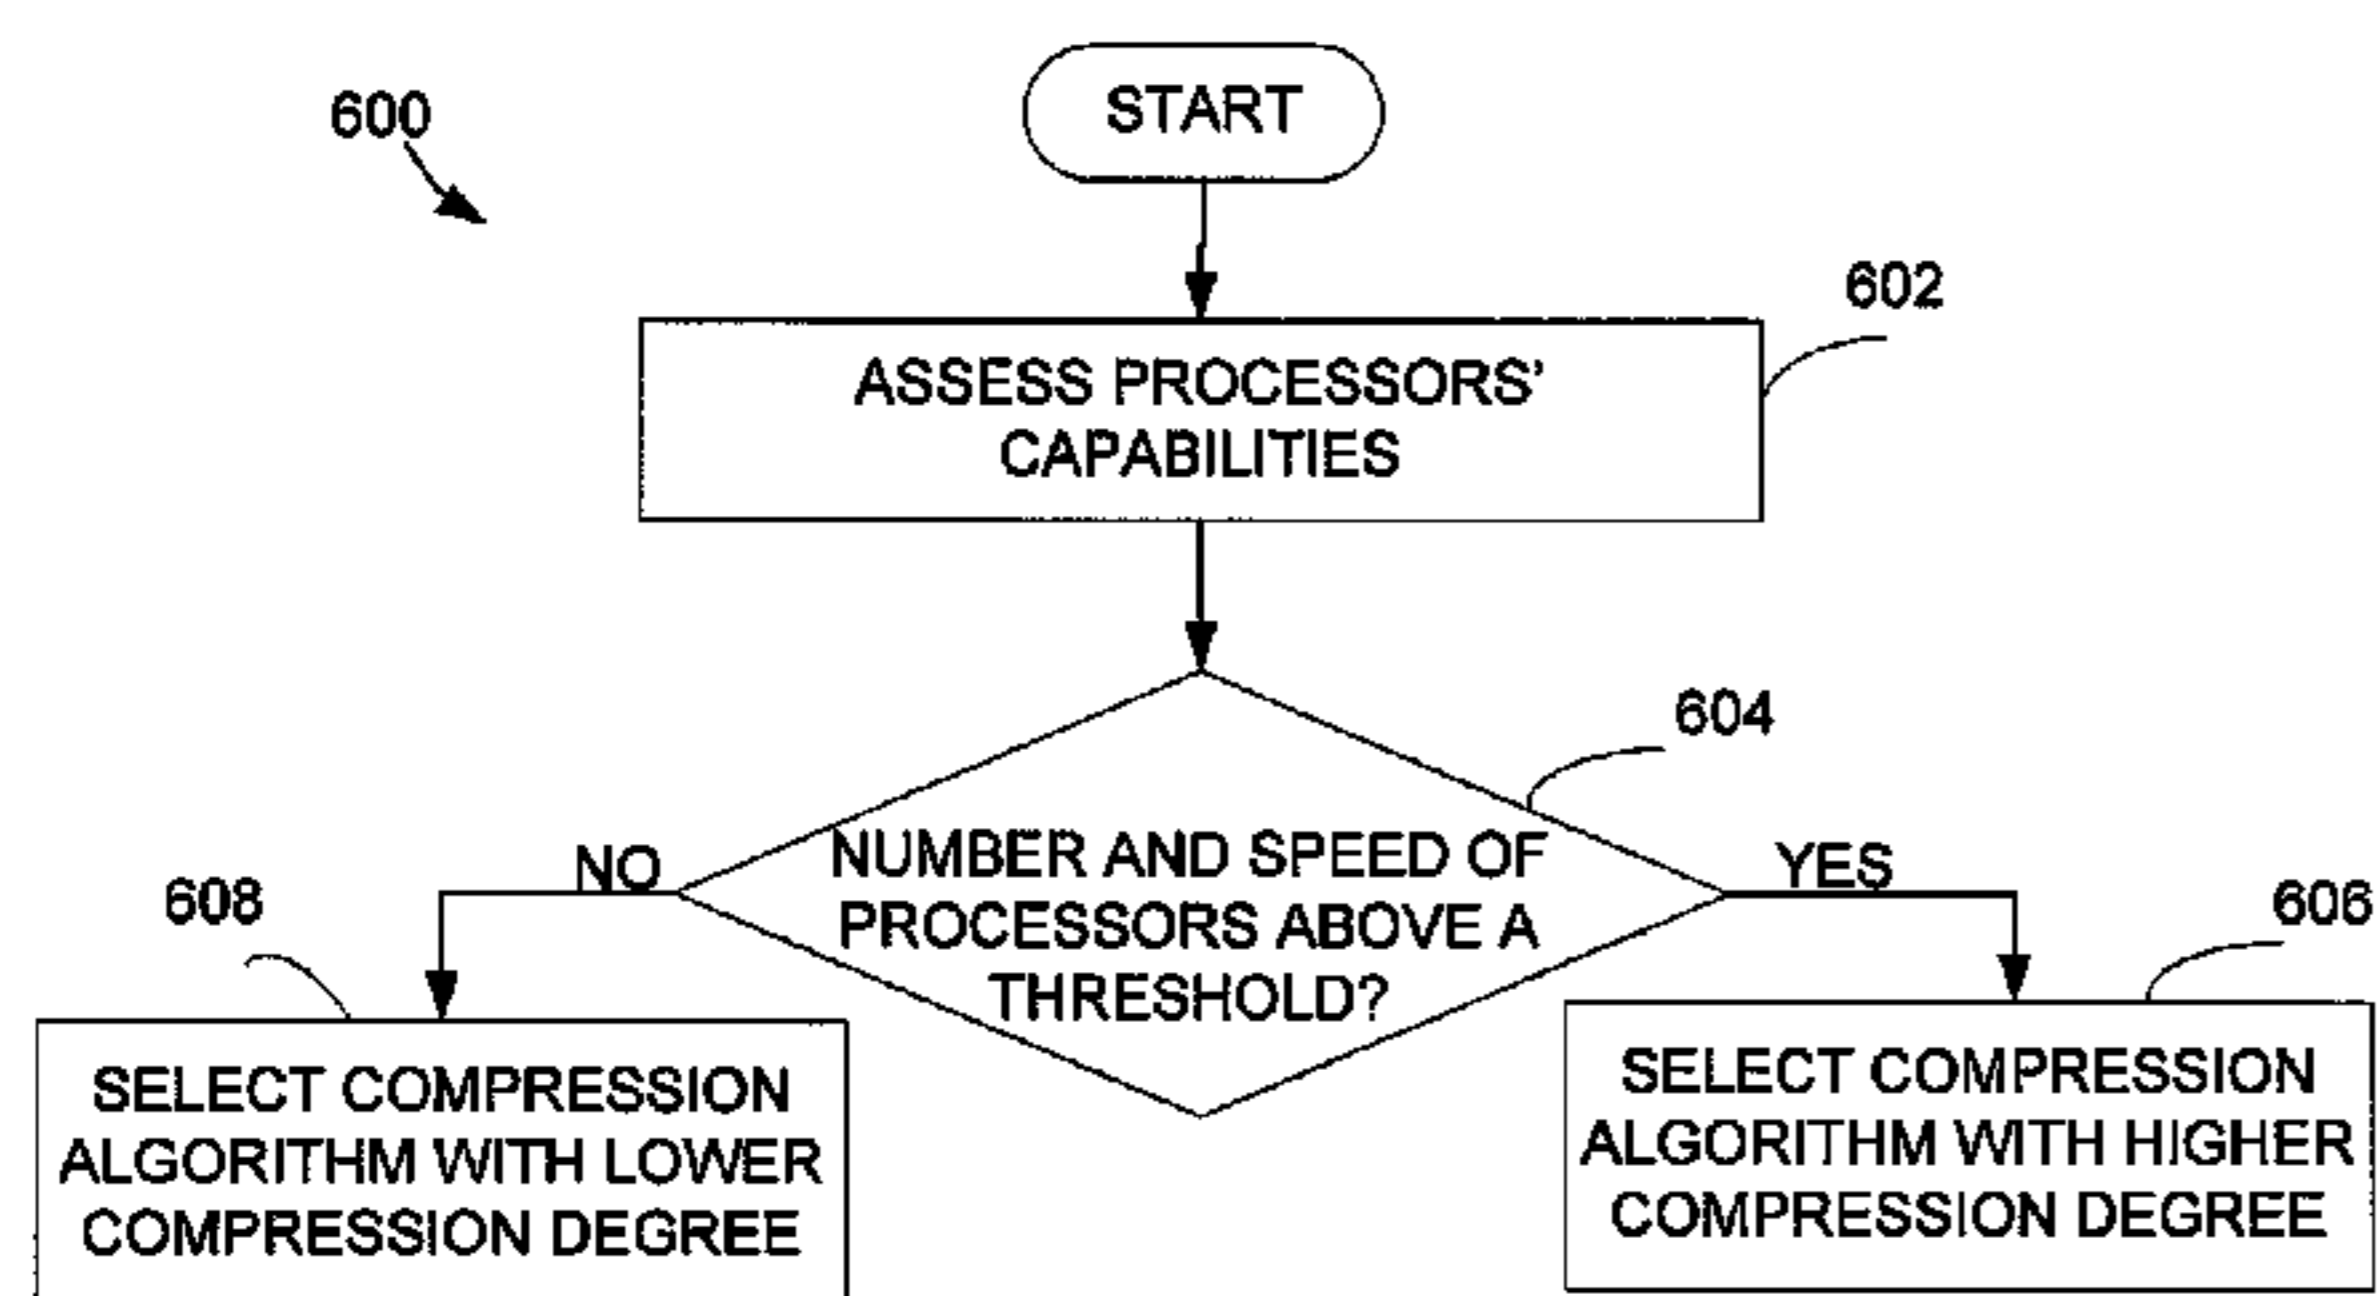 600
START
602
ASSESS PROCESSORS'
CAPABILITIES
604
NUMBER AND SPEED OF
PROCESSORS ABOVE A
THRESHOLD?
NO
YES
608
606
SELECT COMPRESSION
ALGORITHM WITH LOWER
COMPRESSION DEGREE
SELECT COMPRESSION
ALGORITHM WITH HIGHER
COMPRESSION DEGREE